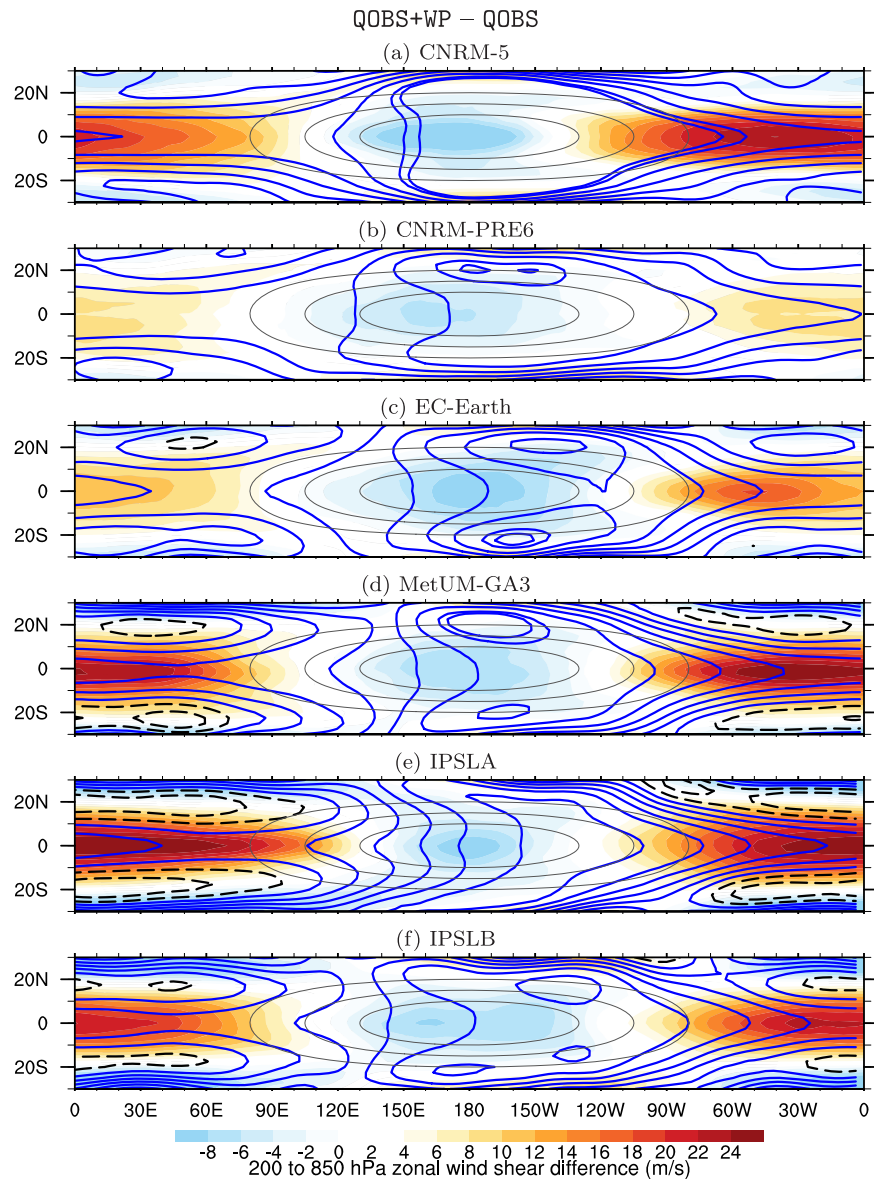 QOBS+WP – QOBS
(a) CNRM-5
20N
0
20S
(b) CNRM-PRE6
20N
0
20S
(c) EC-Earth
20N
0
20S
(d) MetUM-GA3
20N
0
20S
(e) IPSLA
20N
0
20S
(f) IPSLB
20N
0
20S
0 30E 60E 90E 120E 150E 180 150W 120W 90W 60W 30W 0
-8 -6 -4 -2 0 2 4 6 8 10 12 14 16 18 20 22 24
200 to 850 hPa zonal wind shear difference (m/s)